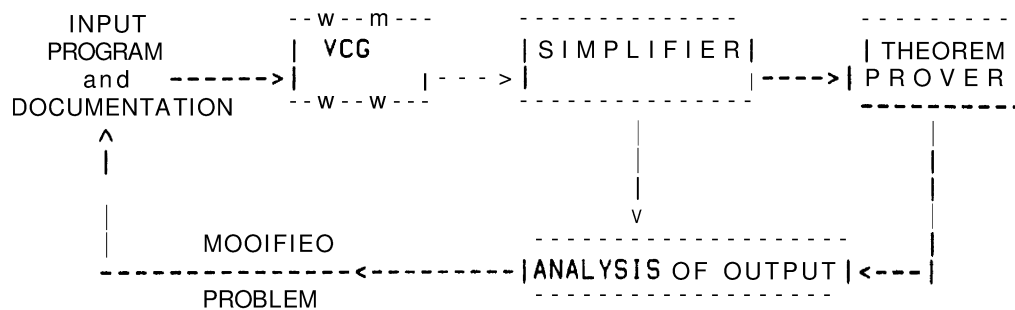 INPUT
PROGRAM
and
DOCUMENTATION
VCG
SIMPLIFIER
THEOREM
PROVER
MOOIFIEO
PROBLEM
ANALYSIS OF OUTPUT